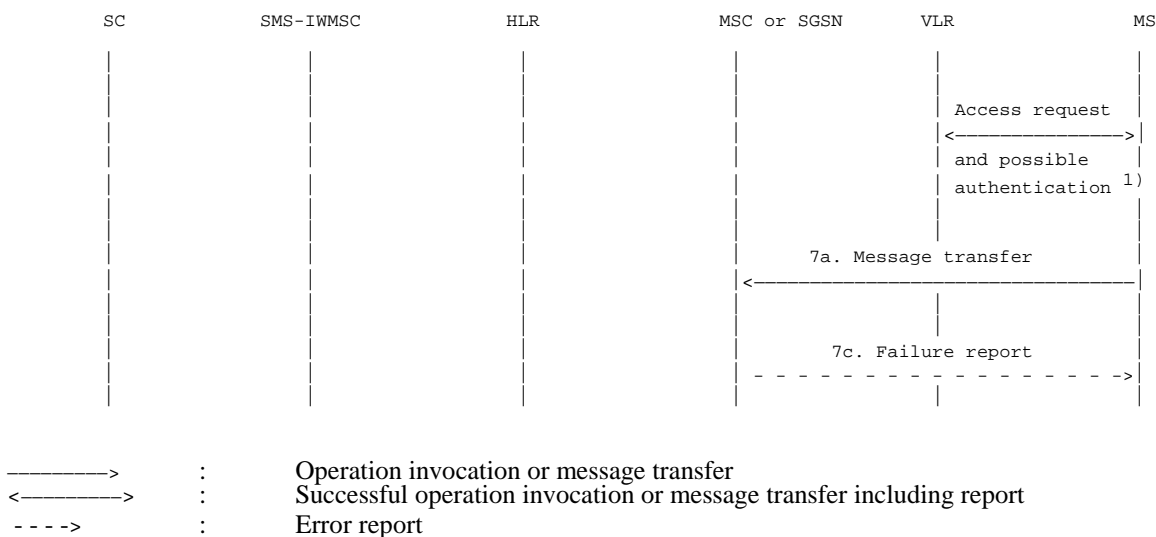 SC SMS-IWMSC HLR MSC or SGSN VLR MS
Access request
and possible
authentication 1)
7a. Message transfer
7c. Failure report
: Operation invocation or message transfer
: Successful operation invocation or message transfer including report
: Error report